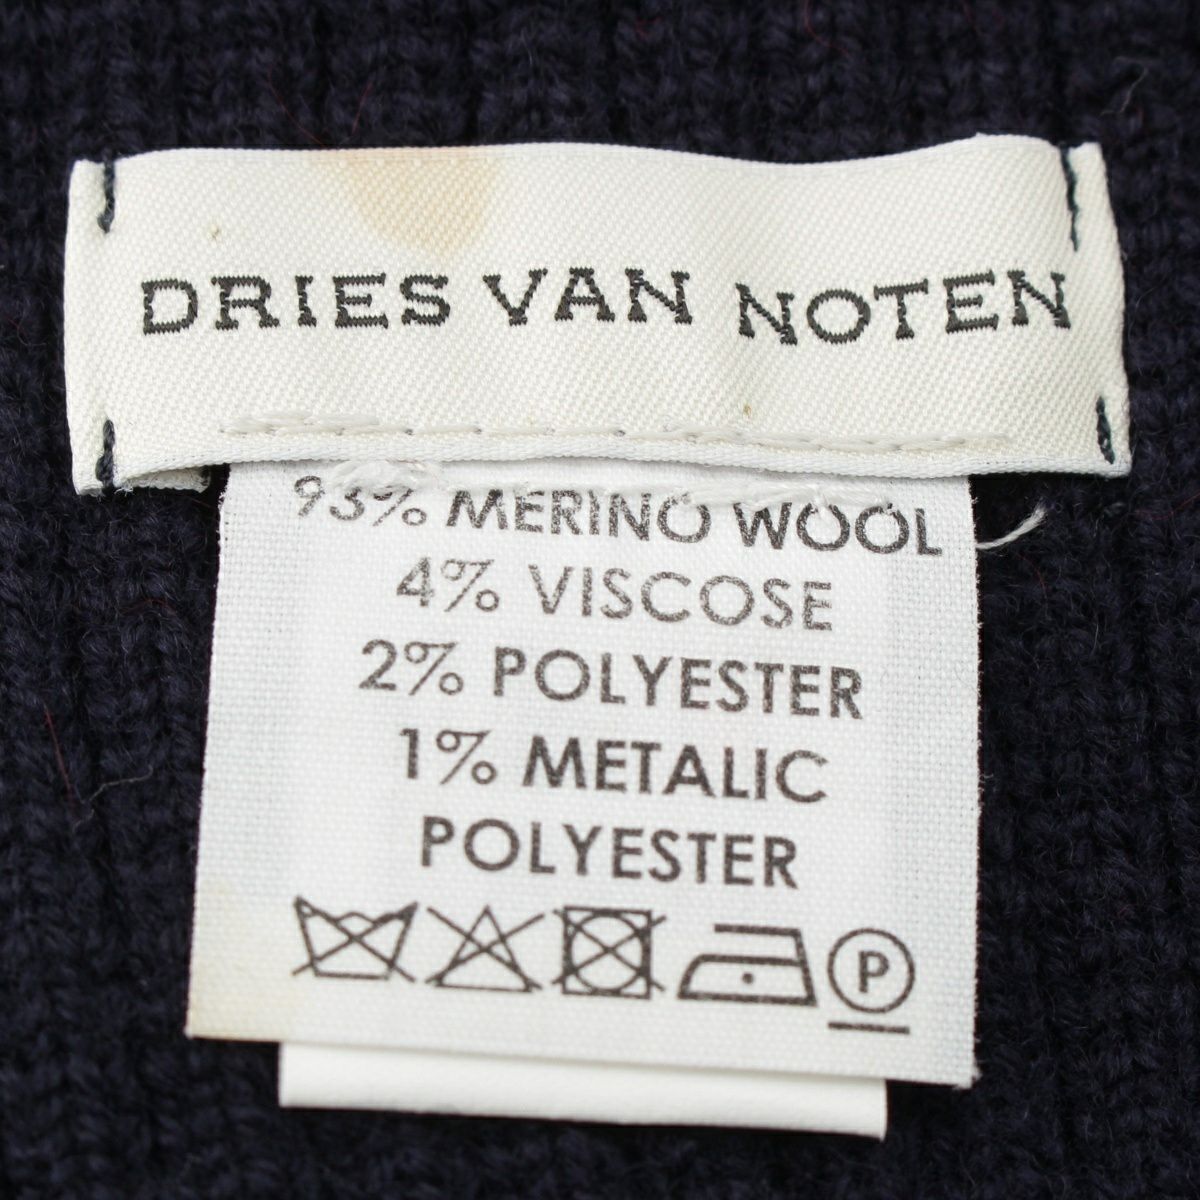 DRIES VAN NOTEN
93% MERINO WOOL
4% VISCOSE
2% POLYESTER
1% METALIC
POLYESTER
P